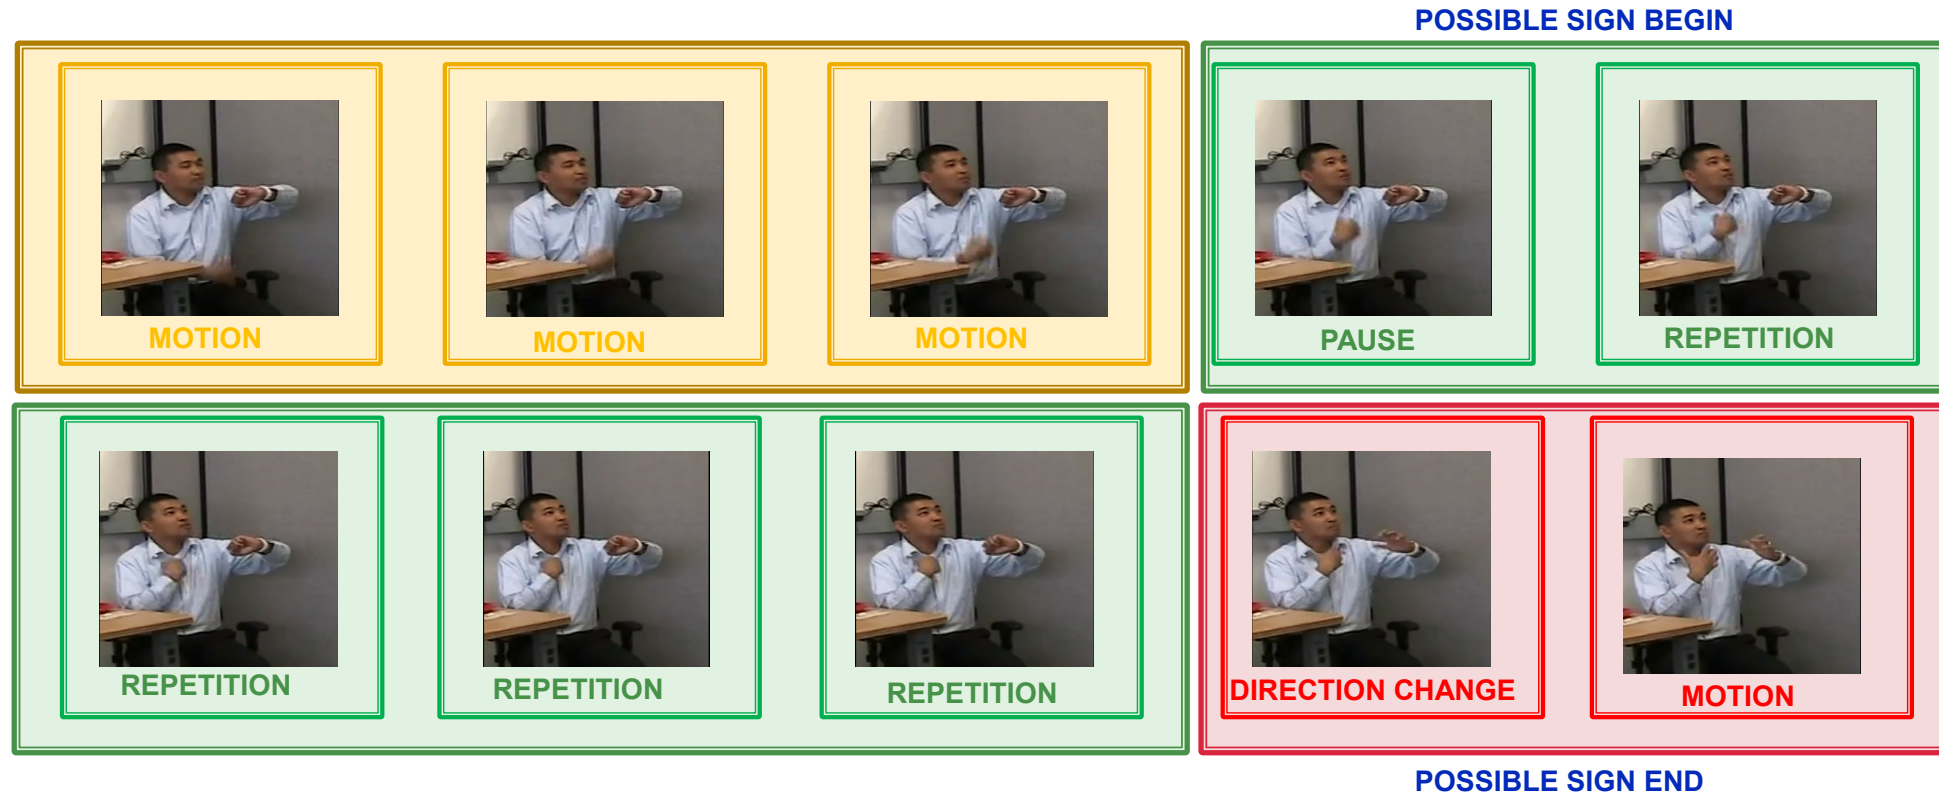 POSSIBLE SIGN BEGIN
MOTION
MOTION
MOTION
PAUSE
REPETITION
REPETITION
REPETITION
REPETITION
DIRECTION CHANGE
MOTION
POSSIBLE SIGN END